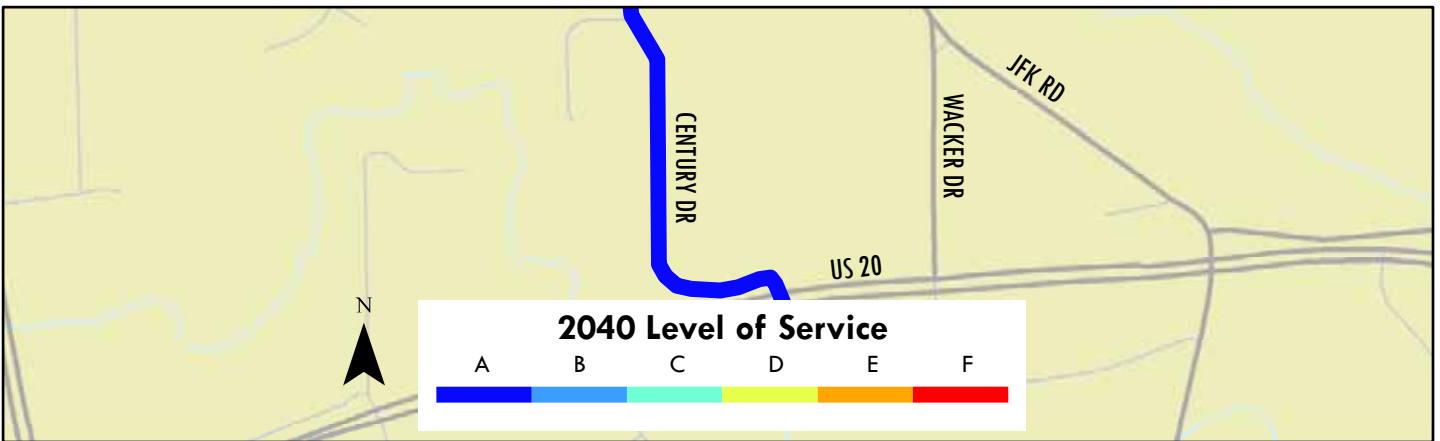 JFK RD
CENTURY DR
WACKER DR
US 20
N
2040 Level of Service
A B C D E F